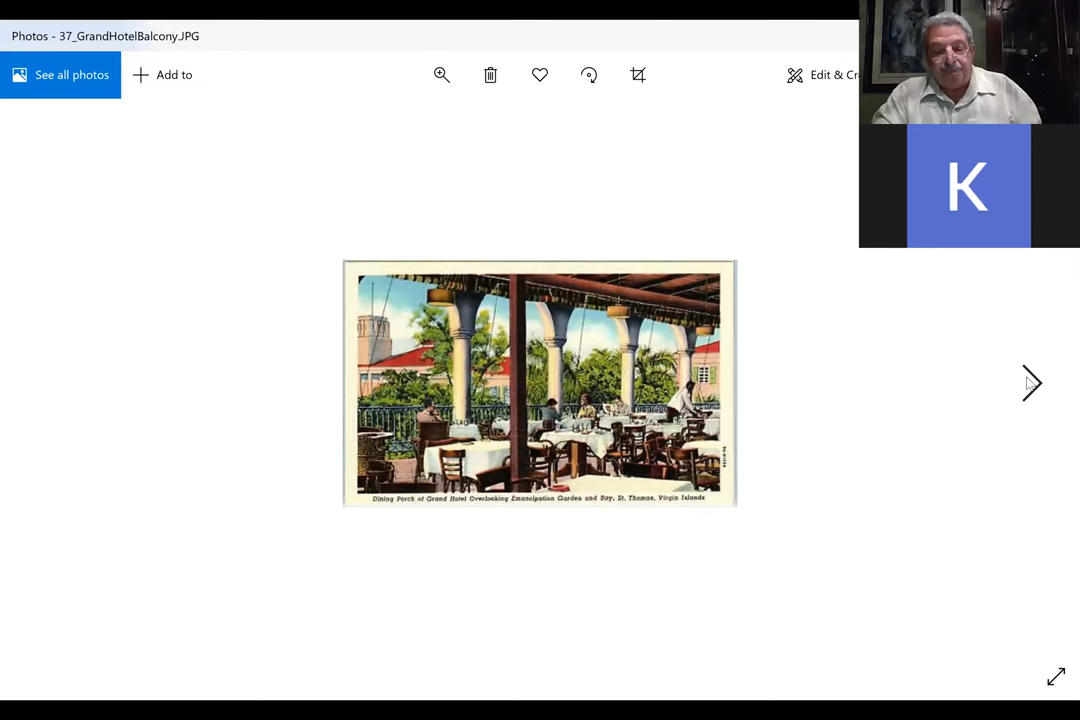 Photos - 37_GrandHotelBalcony.JPG
See all photos
Add to
Edit & Cr
K
Dining Porch of Grand Hotel Overlooking Emancipation Garden and Bay, St. Thomas, Virgin Islands